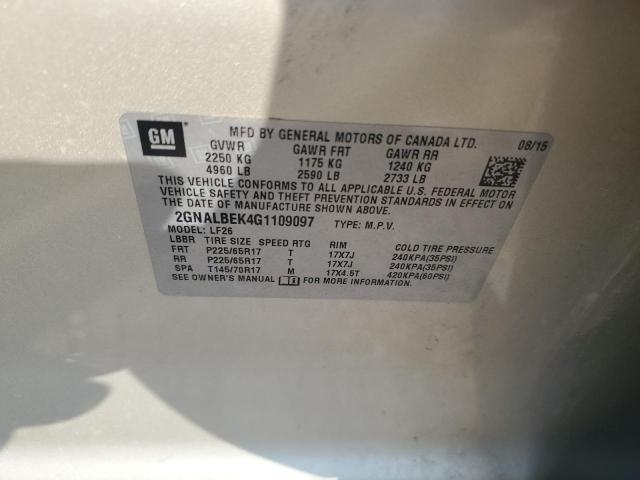 GM
MFD BY GENERAL MOTORS OF CANADA LTD. 08/15
GVWR GAWR FRT GAWR RR
2250 KG 1175 KG 1240 KG
4960 LB 2590 LB 2733 LB
THIS VEHICLE CONFORMS TO ALL APPLICABLE U.S. FEDERAL MOTOR
VEHICLE SAFETY AND THEFT PREVENTION STANDARDS IN EFFECT ON
THE DATE OF MANUFACTURE SHOWN ABOVE.
2GNALBEK4G1109097 TYPE: M.P.V.
MODEL: LF26
LBBR TIRE SIZE SPEED RTG RIM COLD TIRE PRESSURE
FRT P225/65R17 T 17X7J 240KPA(35PSI)
RR P225/65R17 T 17X7J 240KPA(35PSI)
SPA T145/70R17 M 17X4.5T 420KPA(60PSI)
SEE OWNER'S MANUAL FOR MORE INFORMATION